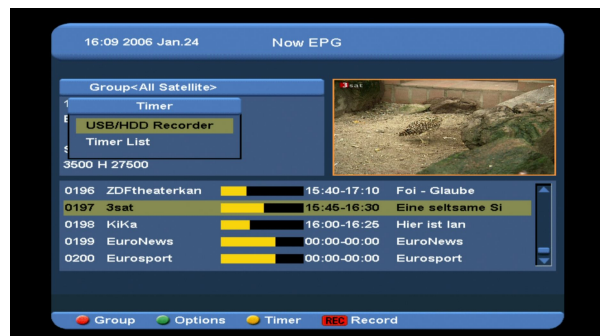 16:09 2006 Jan.24 Now EPG
Group<All Satellite>
3sat
Timer
USB/HDD Recorder
Timer List
3500 H 27500
0196 ZDFtheaterkan 15:40-17:10 Foi - Glaube
0197 3sat 15:45-16:30 Eine seltsame Si
0198 KiKa 16:00-16:25 Hier ist Ian
0199 EuroNews 00:00-00:00 EuroNews
0200 Eurosport 00:00-00:00 Eurosport
Group Options Timer REC Record